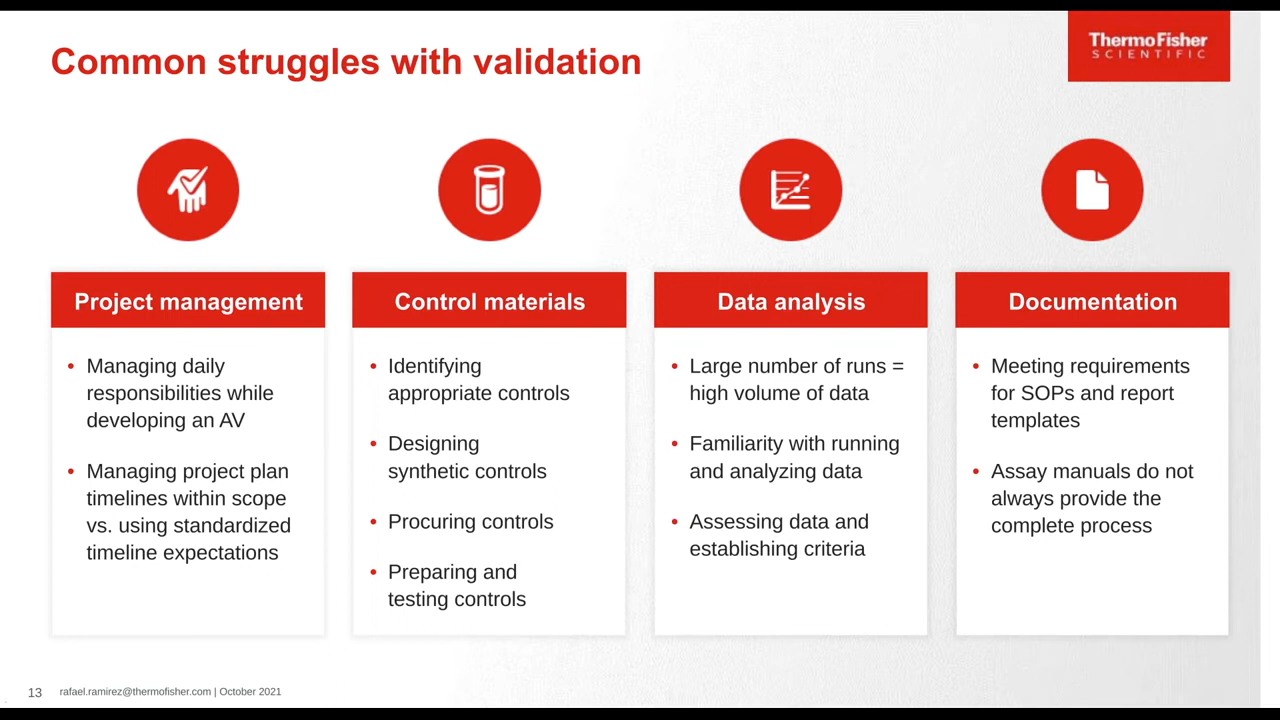 Common struggles with validation
ThermoFisher
SCIENTIFIC
Project management
Managing daily
responsibilities while
developing an AV
Managing project plan
timelines within scope
vs. using standardized
timeline expectations
Control materials
Identifying
appropriate controls
Designing
synthetic controls
Procuring controls
Preparing and
testing controls
Data analysis
Large number of runs =
high volume of data
Familiarity with running
and analyzing data
Assessing data and
establishing criteria
Documentation
Meeting requirements
for SOPs and report
templates
Assay manuals do not
always provide the
complete process
13 rafael.ramirez@thermofisher.com | October 2021